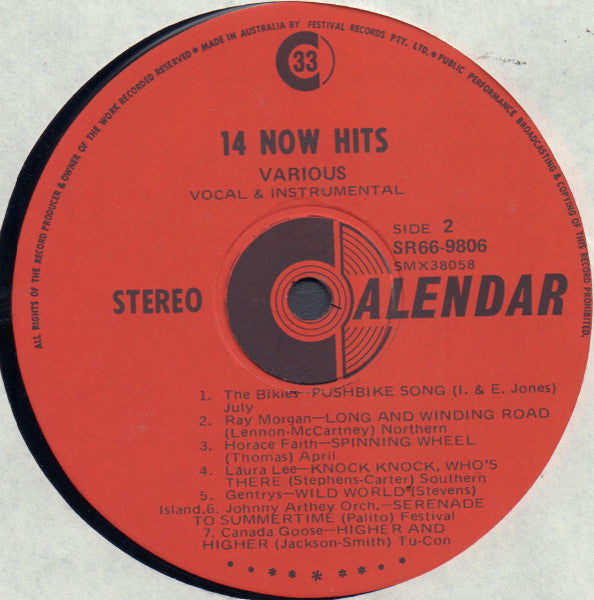 ALL RIGHTS OF THE RECORD PRODUCER & OWNER OF THE WORK RECORDED RESERVED ● MADE IN AUSTRALIA BY FESTIVAL RECORDS PTY. LTD. ● PUBLIC PERFORMANCE BROADCASTING & COPYING OF THIS RECORD PROHIBITED.
33
14 NOW HITS
VARIOUS
VOCAL & INSTRUMENTAL
SIDE 2
SR66-9806
SMX38058
STEREO
CALENDAR
1. The Bikies—PUSHBIKE SONG (I. & E. Jones)
July
2. Ray Morgan—LONG AND WINDING ROAD
(Lennon-McCartney) Northern
3. Horace Faith—SPINNING WHEEL
(Thomas) April
4. Laura Lee—KNOCK KNOCK, WHO'S
THERE (Stephens-Carter) Southern
5. Gentrys—WILD WORLD (Stevens)
Island. 6. Johnny Arthey Orch.—SERENADE
TO SUMMERTIME (Palito) Festival
7. Canada Goose—HIGHER AND
HIGHER (Jackson-Smith) Tu-Con